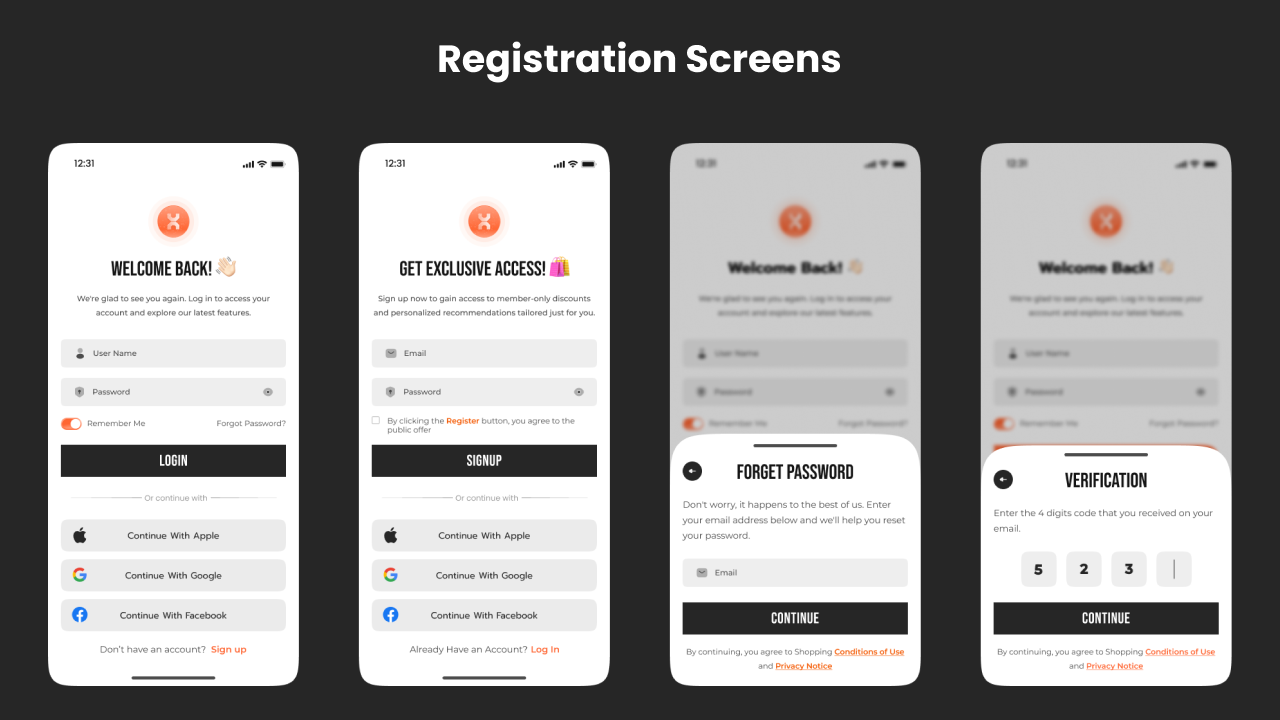 Registration Screens
12:31
WELCOME BACK! 👋🏻
We're glad to see you again. Log in to access your
account and explore our latest features.
User Name
Password
Remember Me Forgot Password?
LOGIN
Or continue with
Continue With Apple
Continue With Google
Continue With Facebook
Don't have an account? Sign up
12:31
GET EXCLUSIVE ACCESS! 🛍️
Sign up now to gain access to member-only discounts
and personalized recommendations tailored just for you.
Email
Password
By clicking the Register button, you agree to the
public offer
SIGNUP
Or continue with
Continue With Apple
Continue With Google
Continue With Facebook
Already Have an Account? Log In
12:31
Welcome Back! 👋🏻
We're glad to see you again. Log in to access your
account and explore our latest features.
User Name
Password
Remember Me Forgot Password?
FORGET PASSWORD
Don't worry, it happens to the best of us. Enter
your email address below and we'll help you reset
your password.
Email
CONTINUE
By continuing, you agree to Shopping Conditions of Use
and Privacy Notice
12:31
Welcome Back! 👋🏻
We're glad to see you again. Log in to access your
account and explore our latest features.
User Name
Password
Remember Me Forgot Password?
VERIFICATION
Enter the 4 digits code that you received on your
email.
5 2 3
CONTINUE
By continuing, you agree to Shopping Conditions of Use
and Privacy Notice